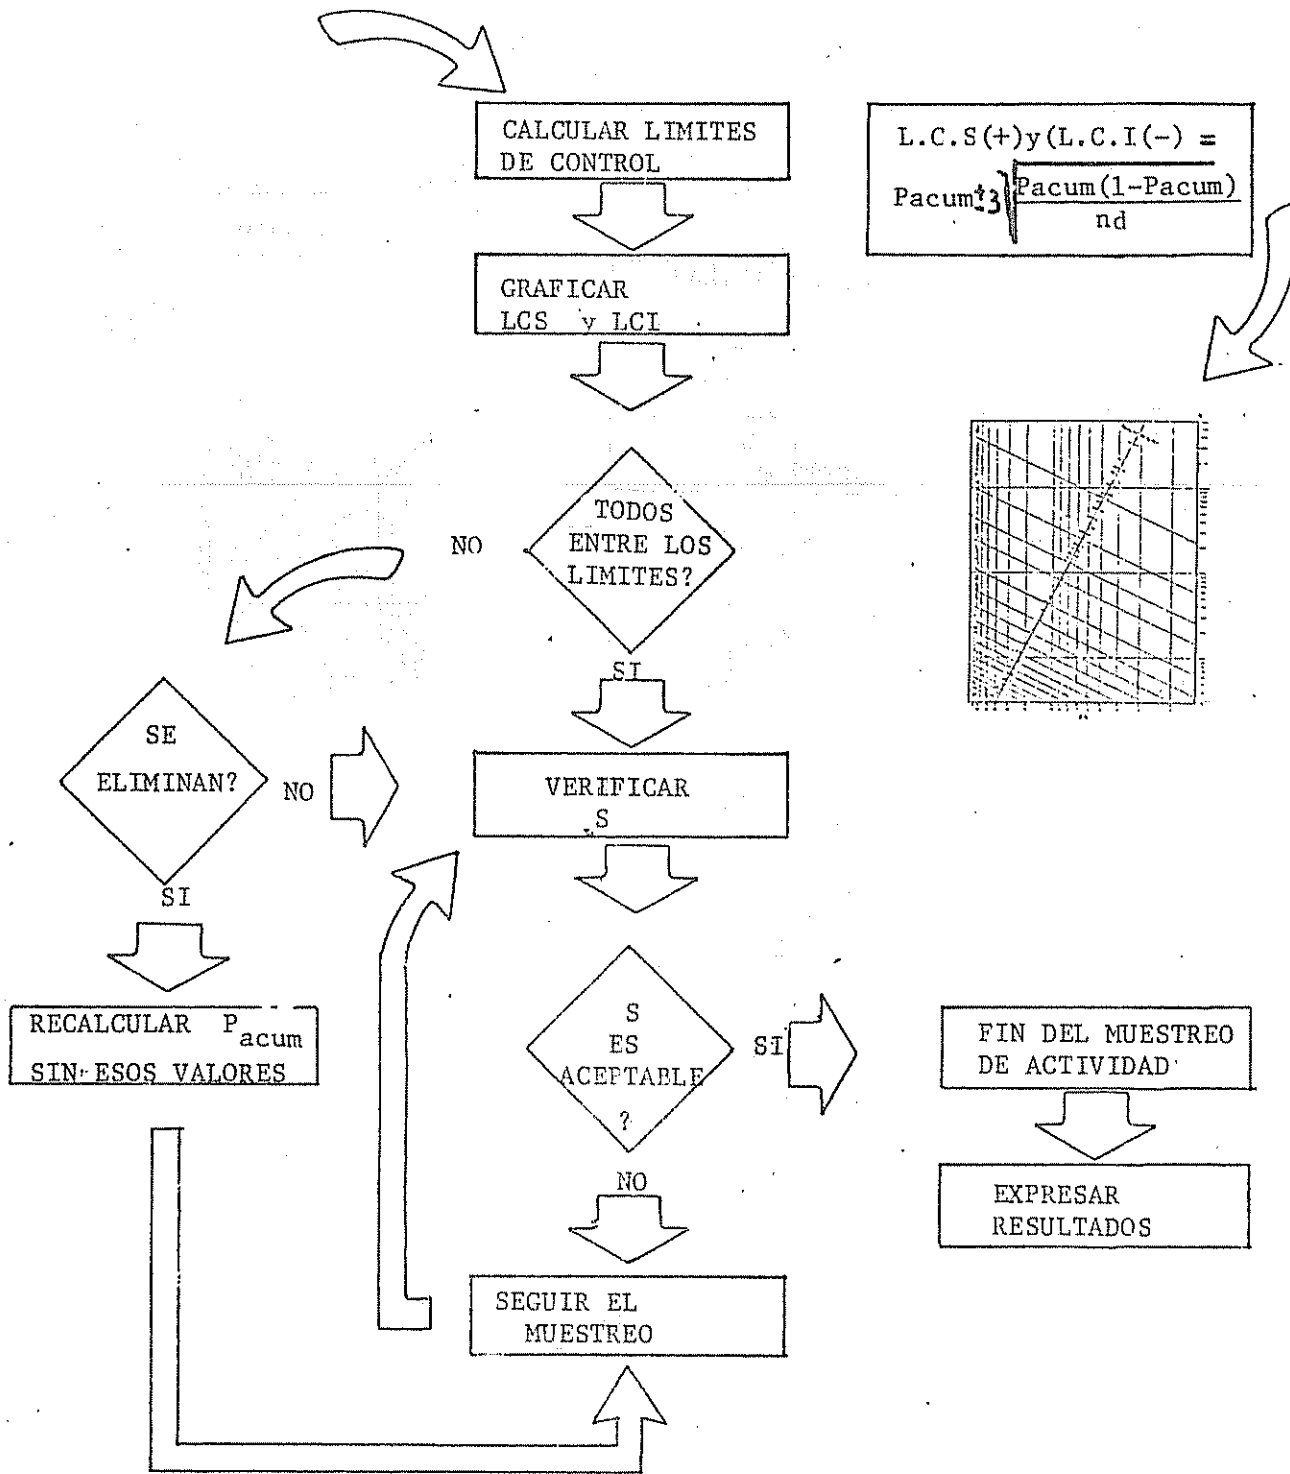 CALCULAR LIMITES
DE CONTROL
L.C.S(+)y(L.C.I(-) =
Pacum±3√Pacum(1-Pacum)
nd
GRAFICAR
LCS y LCI
TODOS
ENTRE LOS
LIMITES?
NO
SI
SE
ELIMINAN?
NO
SI
VERIFICAR
S
RECALCULAR Pacum
SIN ESOS VALORES
S
ES
ACEPTABLE
?
SI
NO
FIN DEL MUESTREO
DE ACTIVIDAD
EXPRESAR
RESULTADOS
SEGUIR EL
MUESTREO